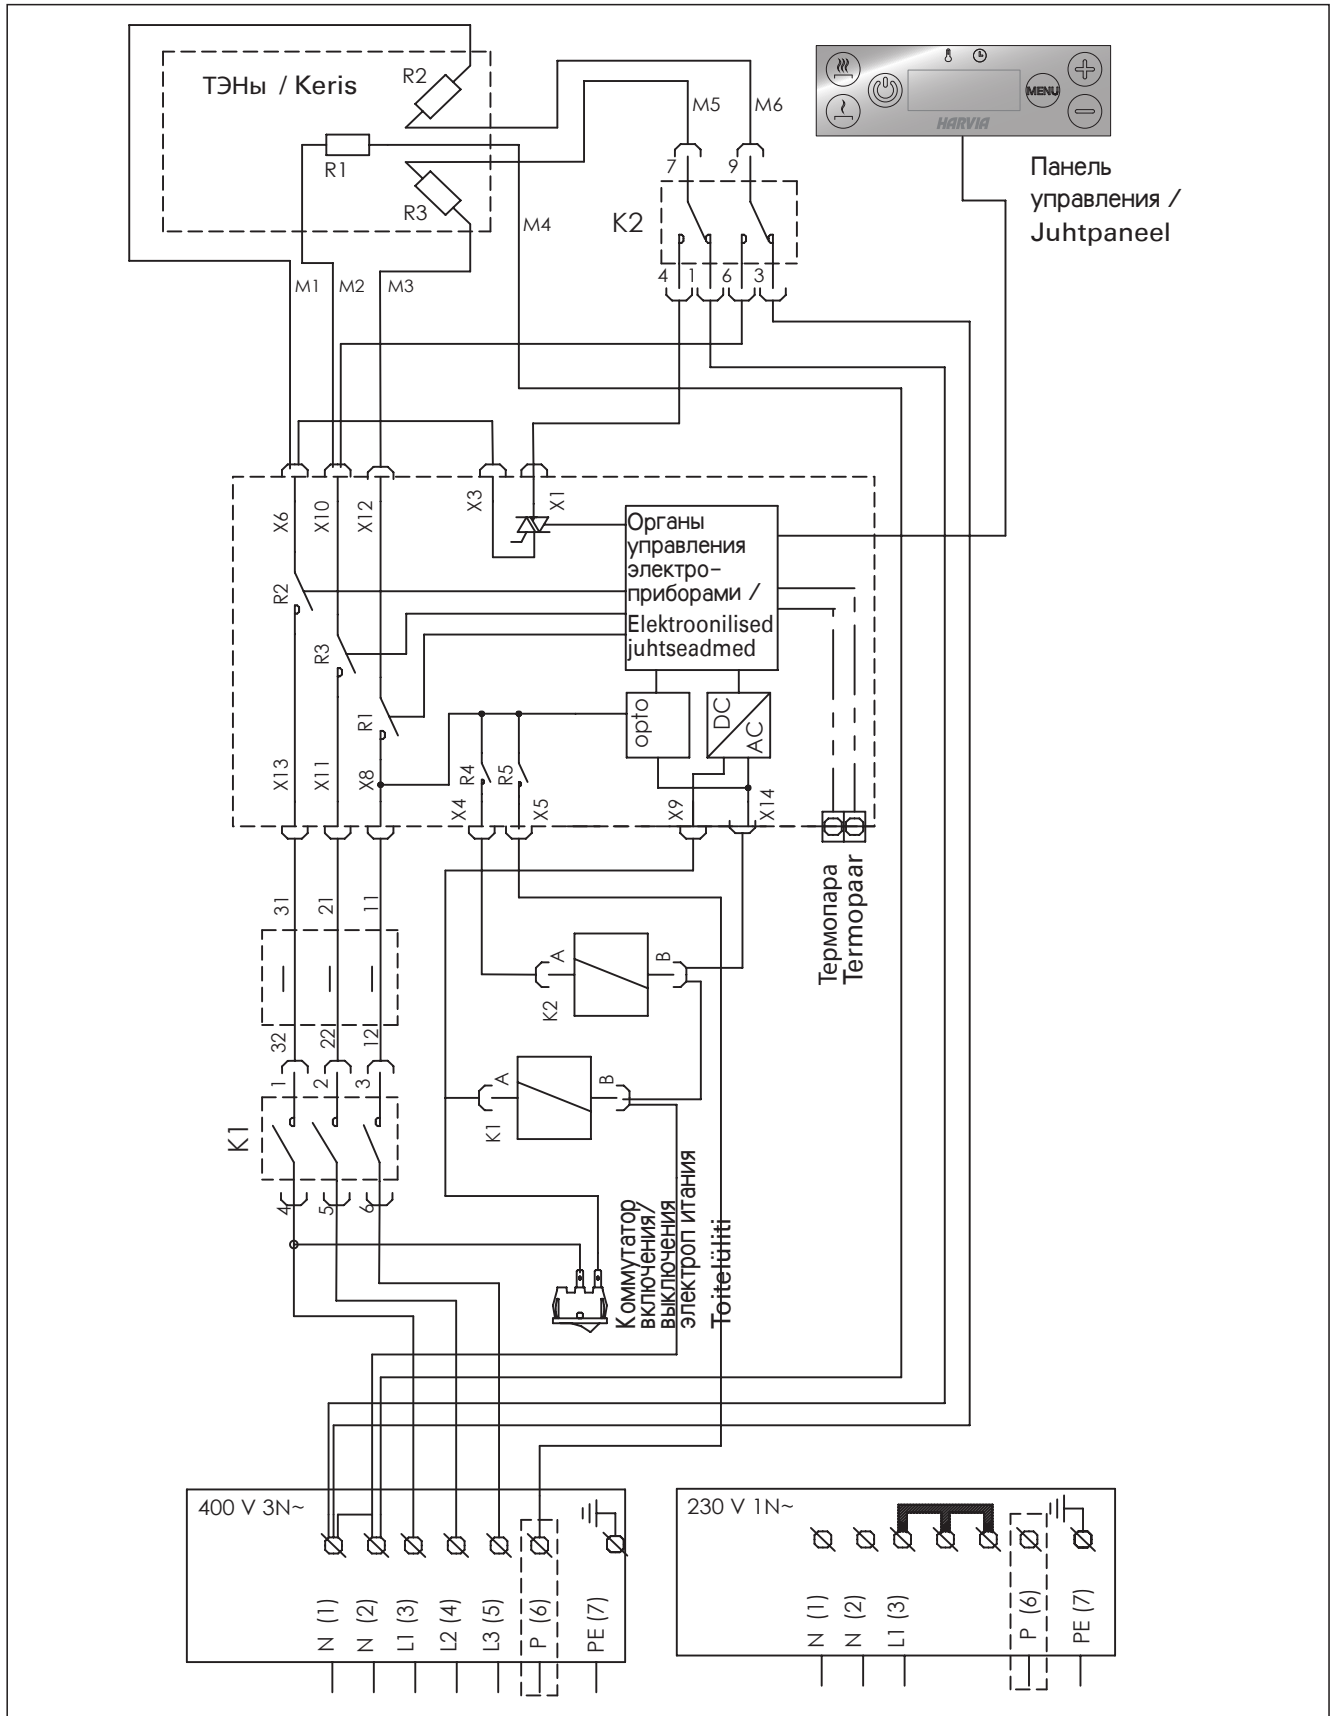 ТЭНы / Keris
R2
R1
R3
M5
M6
M4
MENU
HARVIA
Панель
управления /
Juhtpaneel
7
9
K2
4
1
6
3
M1
M2
M3
X6
X10
X12
X3
X1
Органы
управления
электро-
приборами /
Elektroonilised
juhtseadmed
R2
R3
R1
opto
DC
AC
R4
R5
X13
X11
X8
X4
X5
X9
X14
Термопара
Termopaar
31
21
11
A
B
K2
32
22
12
1
2
3
A
B
K1
K1
4
5
6
Коммутатор
включения/
выключения
электроп итания
Toitelüliti
400 V 3N~
N (1)
N (2)
L1 (3)
L2 (4)
L3 (5)
P (6)
PE (7)
230 V 1N~
N (1)
N (2)
L1 (3)
P (6)
PE (7)